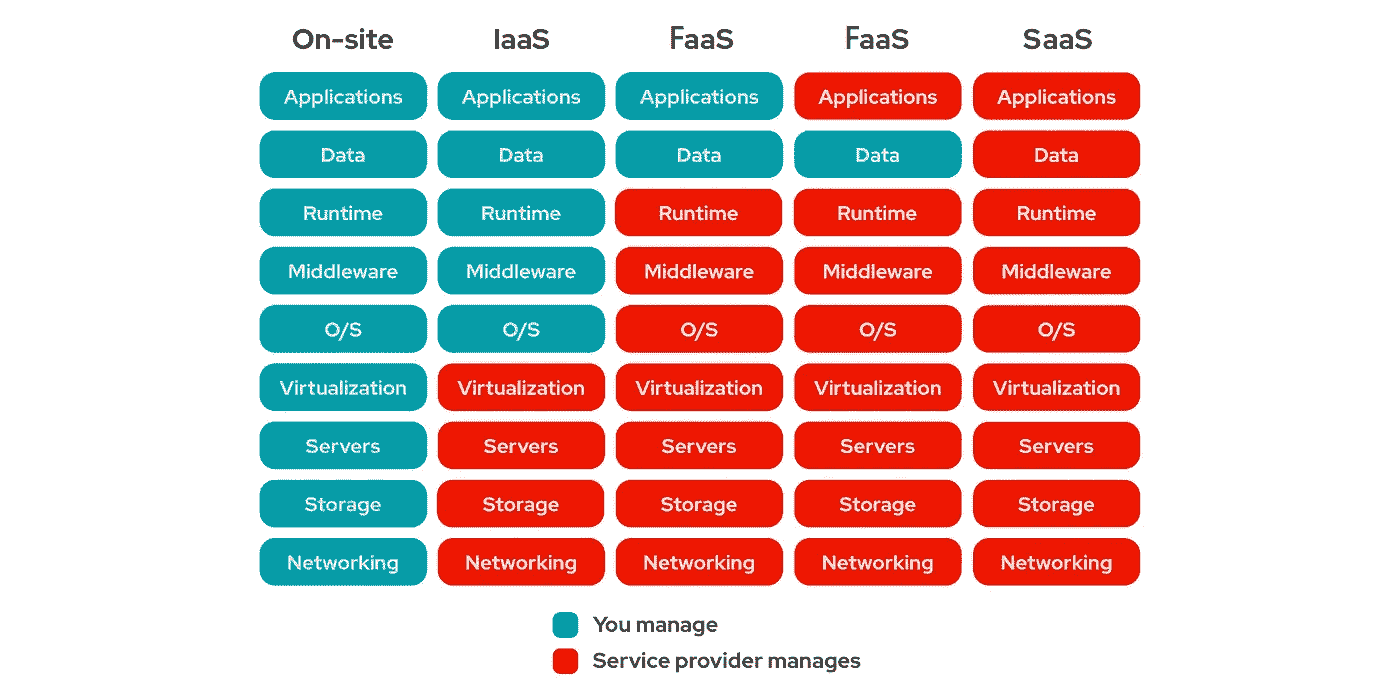 On-site IaaS FaaS FaaS SaaS
Applications Applications Applications Applications Applications
Data Data Data Data Data
Runtime Runtime Runtime Runtime Runtime
Middleware Middleware Middleware Middleware Middleware
O/S O/S O/S O/S O/S
Virtualization Virtualization Virtualization Virtualization Virtualization
Servers Servers Servers Servers Servers
Storage Storage Storage Storage Storage
Networking Networking Networking Networking Networking
You manage
Service provider manages